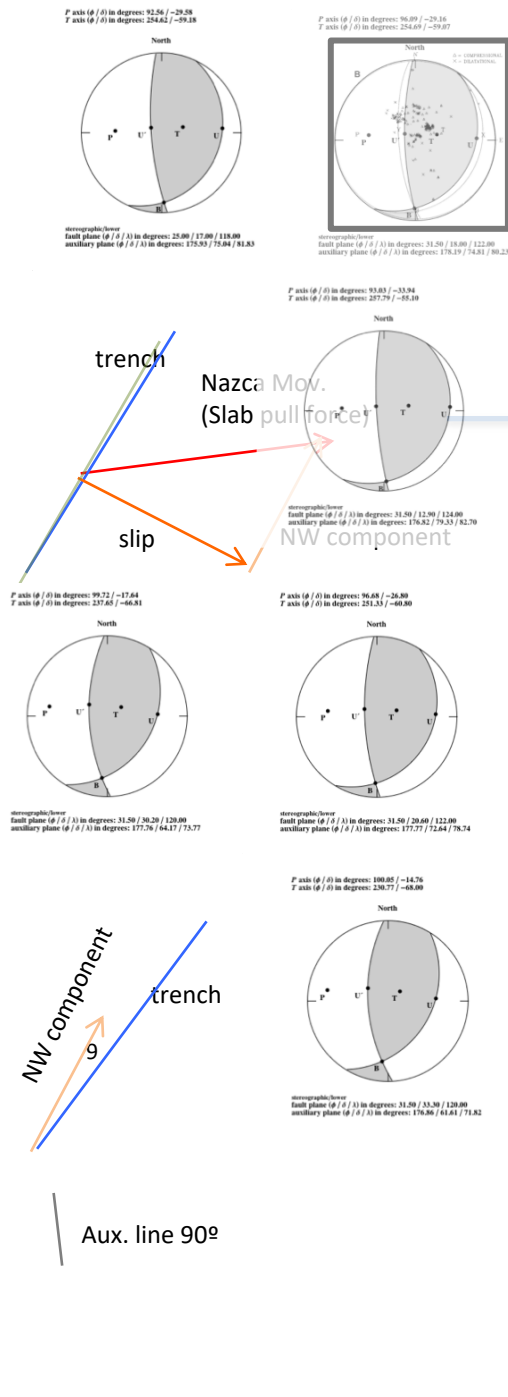 P axis (ϕ / δ) in degrees: 92.56 / −29.58
T axis (ϕ / δ) in degrees: 254.62 / −59.18
North
P
U'
T
U
B
stereographic/lower
fault plane (ϕ / δ / λ) in degrees: 25.00 / 17.00 / 118.00
auxiliary plane (ϕ / δ / λ) in degrees: 175.93 / 75.04 / 81.83
P axis (ϕ / δ) in degrees: 96.09 / −29.16
T axis (ϕ / δ) in degrees: 254.69 / −59.07
North
B
P
P
U'
T
U
B
stereographic/lower
fault plane (ϕ / δ / λ) in degrees: 31.50 / 18.00 / 122.00
auxiliary plane (ϕ / δ / λ) in degrees: 178.19 / 74.81 / 80.23
P axis (ϕ / δ) in degrees: 93.03 / −33.94
T axis (ϕ / δ) in degrees: 257.79 / −55.10
North
P
U'
T
U
B
stereographic/lower
fault plane (ϕ / δ / λ) in degrees: 31.50 / 12.90 / 124.00
auxiliary plane (ϕ / δ / λ) in degrees: 176.82 / 79.33 / 82.70
trench
Nazca Mov.
(Slab pull force)
slip
NW component
P axis (ϕ / δ) in degrees: 99.72 / −17.64
T axis (ϕ / δ) in degrees: 237.65 / −66.81
North
P
U'
T
U
B
stereographic/lower
fault plane (ϕ / δ / λ) in degrees: 31.50 / 30.20 / 120.00
auxiliary plane (ϕ / δ / λ) in degrees: 177.76 / 64.17 / 73.77
P axis (ϕ / δ) in degrees: 96.68 / −26.80
T axis (ϕ / δ) in degrees: 251.33 / −60.80
North
P
U'
T
U
B
stereographic/lower
fault plane (ϕ / δ / λ) in degrees: 31.50 / 20.60 / 122.00
auxiliary plane (ϕ / δ / λ) in degrees: 177.77 / 72.64 / 78.74
P axis (ϕ / δ) in degrees: 100.05 / −14.76
T axis (ϕ / δ) in degrees: 230.77 / −68.00
North
P
U'
T
U
B
stereographic/lower
fault plane (ϕ / δ / λ) in degrees: 31.50 / 33.30 / 120.00
auxiliary plane (ϕ / δ / λ) in degrees: 176.86 / 61.61 / 71.82
NW component
trench
9
Aux. line 90º